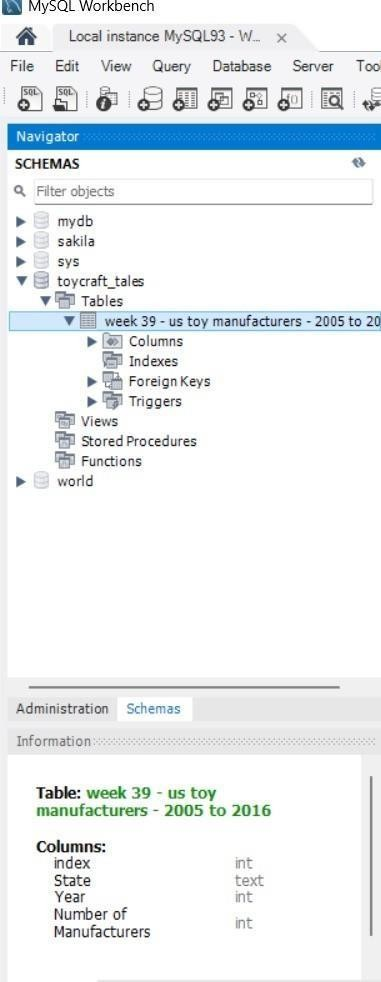 MySQL Workbench
Local instance MySQL93 - W...
File Edit View Query Database Server Tool
SQL SQL
Navigator
SCHEMAS
Filter objects
mydb
sakila
sys
toycraft_tales
Tables
week 39 - us toy manufacturers - 2005 to 20
Columns
Indexes
Foreign Keys
Triggers
Views
Stored Procedures
Functions
world
Administration Schemas
Information
Table: week 39 - us toy
manufacturers - 2005 to 2016
Columns:
index int
State text
Year int
Number of
Manufacturers int